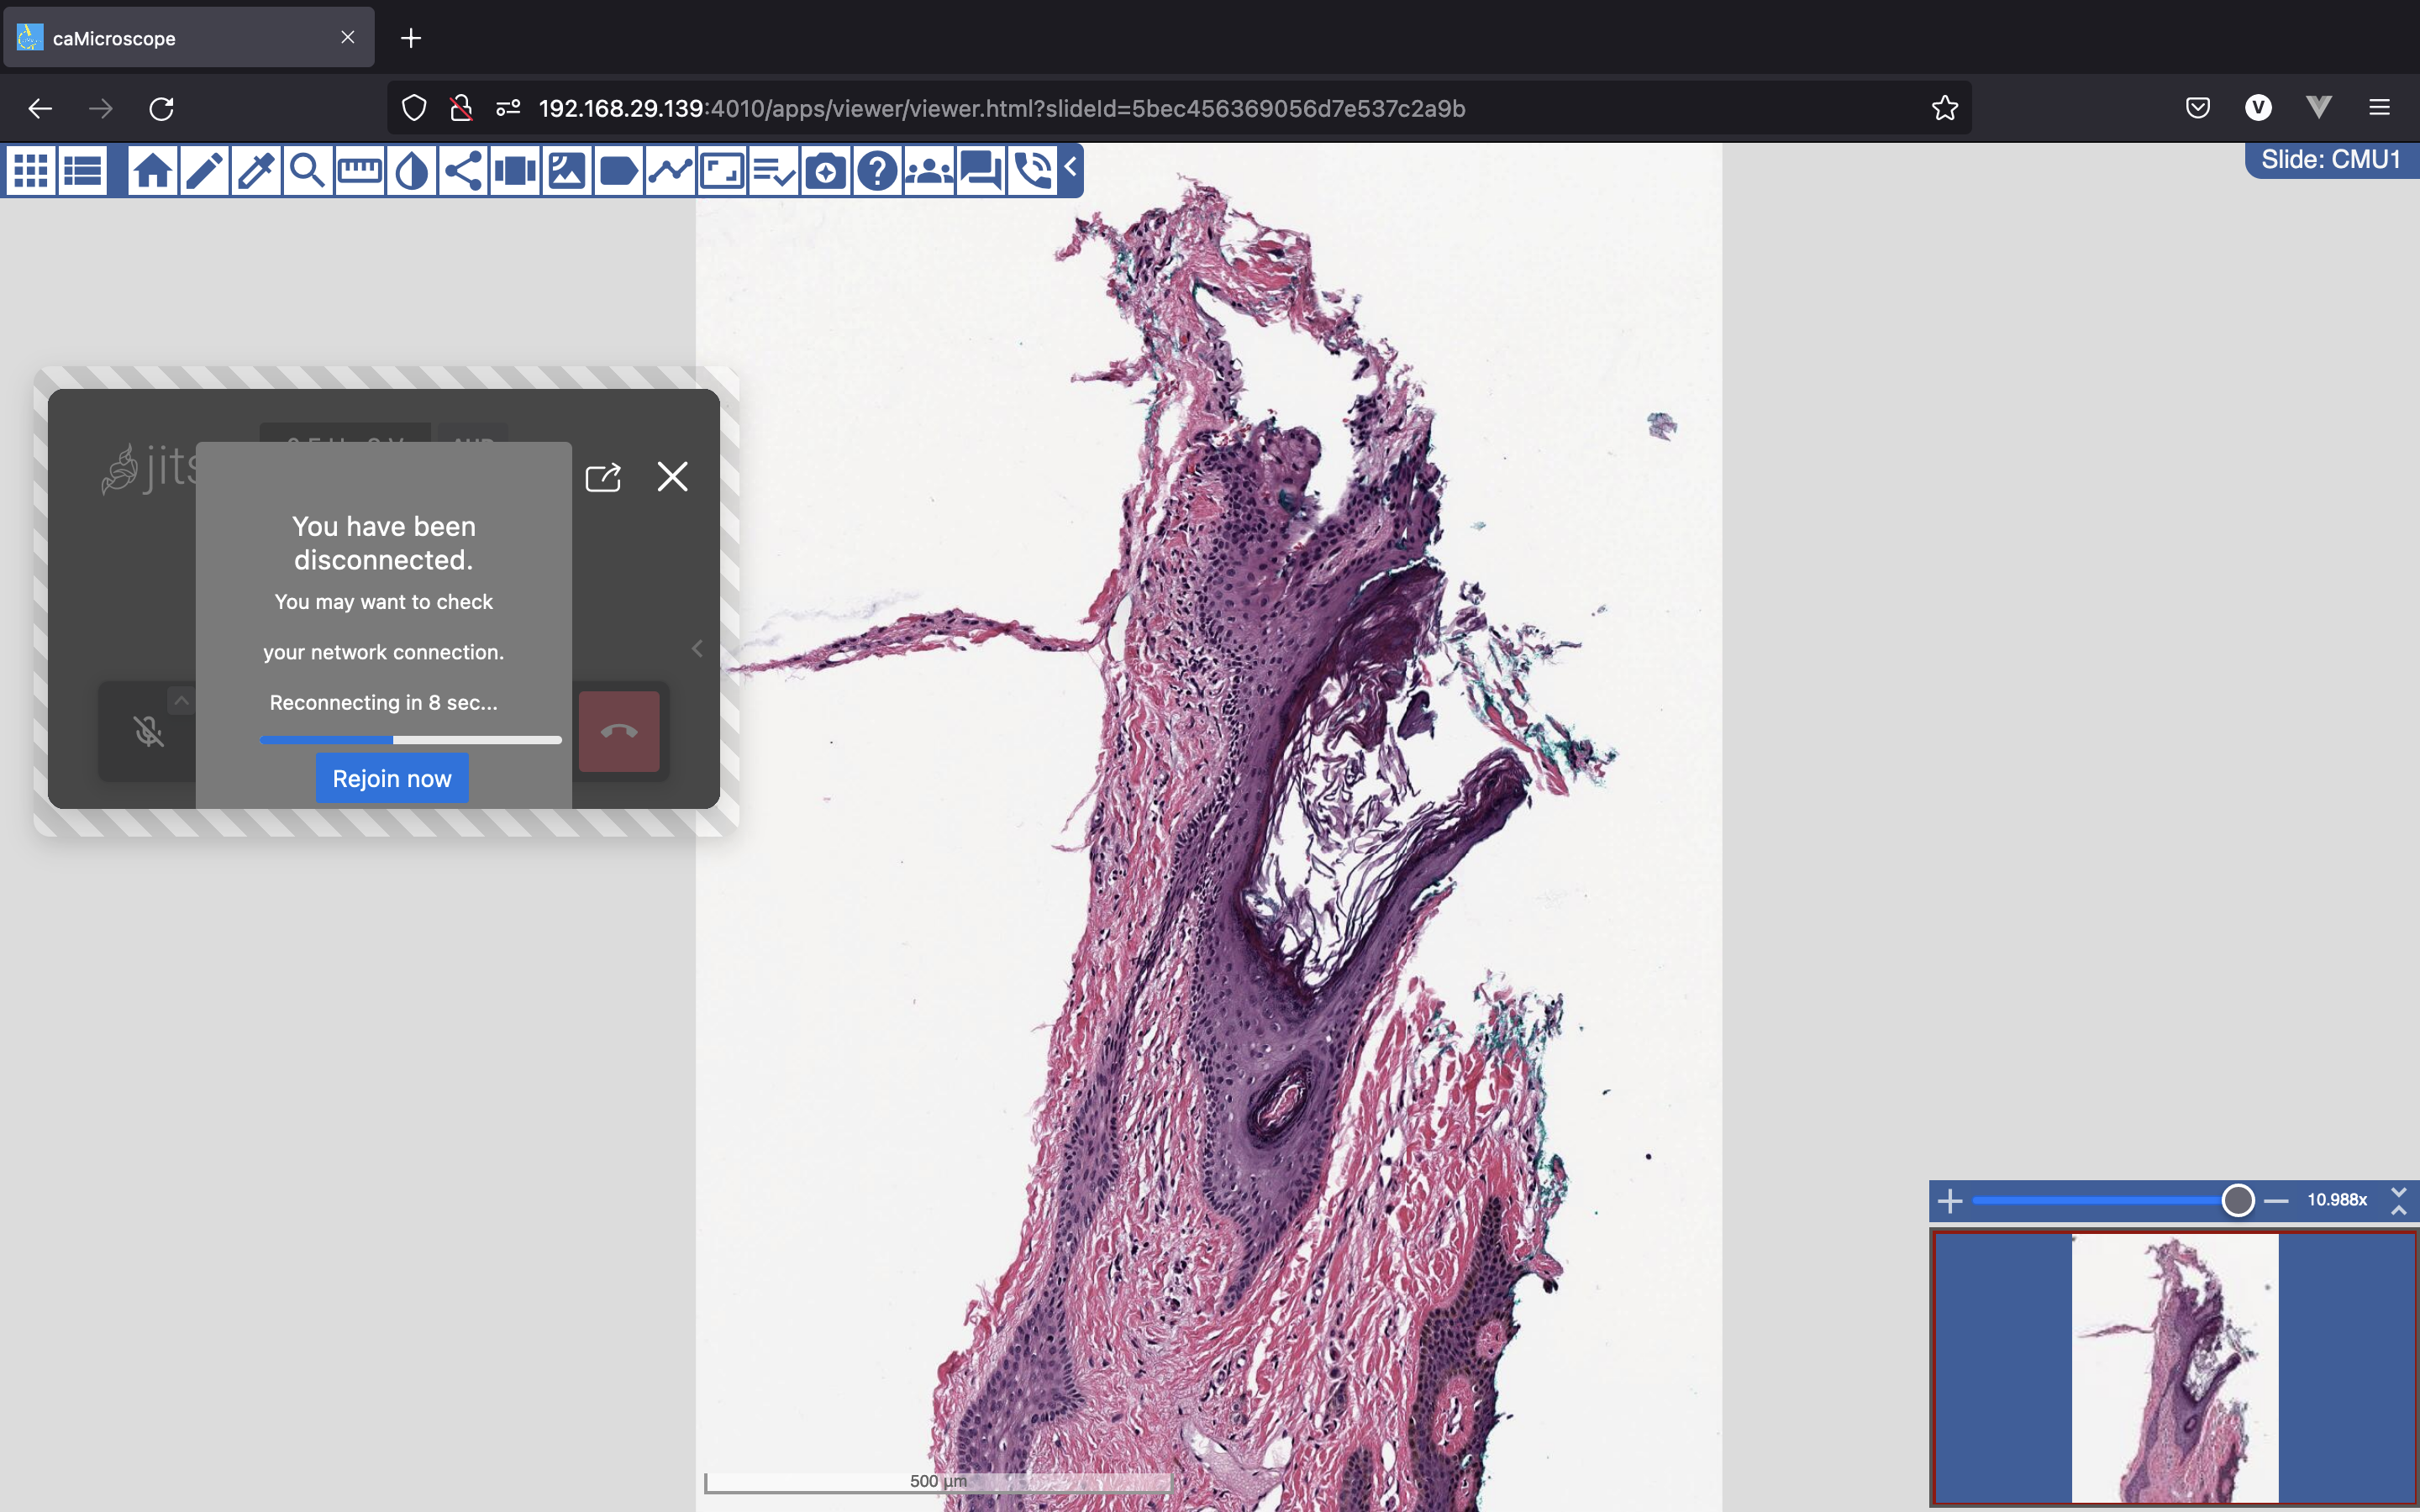 caMicroscope
192.168.29.139:4010/apps/viewer/viewer.html?slideId=5bec456369056d7e537c2a9b
V
Slide: CMU1
jits
You have been
disconnected.
You may want to check
your network connection.
Reconnecting in 8 sec...
Rejoin now
10.988x
500 µm